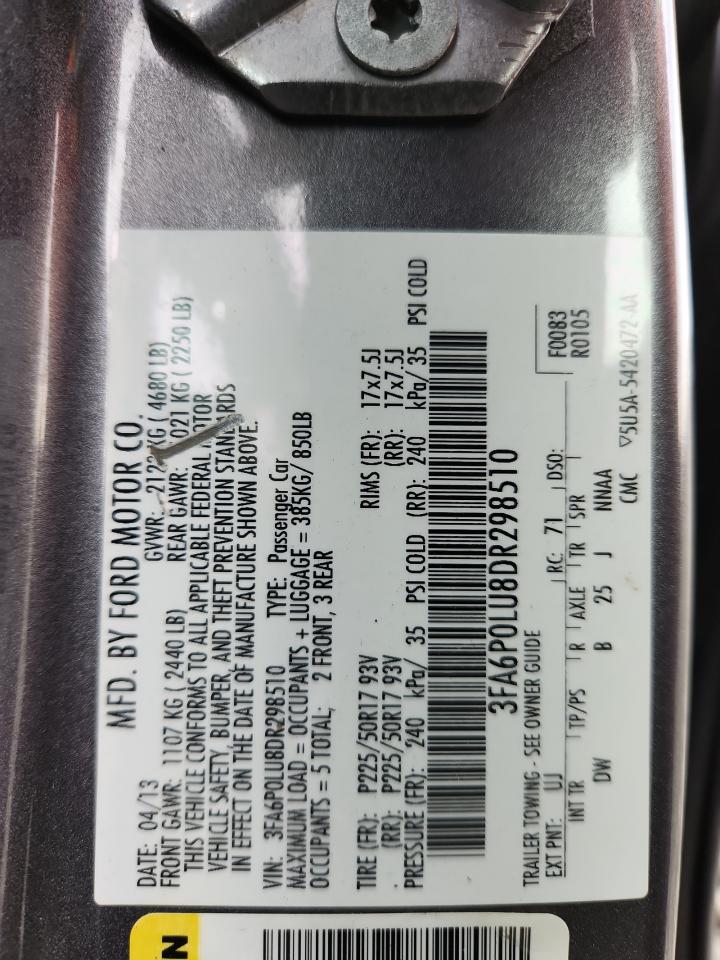 MFD. BY FORD MOTOR CO.
DATE: 04/13 GVWR: 2122 KG ( 4680 LB)
FRONT GAWR: 1107 KG ( 2440 LB) REAR GAWR: 1021 KG ( 2250 LB)
THIS VEHICLE CONFORMS TO ALL APPLICABLE FEDERAL MOTOR
VEHICLE SAFETY, BUMPER, AND THEFT PREVENTION STANDARDS
IN EFFECT ON THE DATE OF MANUFACTURE SHOWN ABOVE.
VIN: 3FA6P0LU8DR298510 TYPE: Passenger Car
MAXIMUM LOAD = OCCUPANTS + LUGGAGE = 385KG/ 850LB
OCCUPANTS = 5 TOTAL; 2 FRONT, 3 REAR
TIRE (FR): P225/50R17 93V RIMS (FR): 17x7.5J
(RR): P225/50R17 93V (RR): 17x7.5J
PRESSURE (FR): 240 kPa/ 35 PSI COLD (RR): 240 kPa/ 35 PSI COLD
3FA6P0LU8DR298510
TRAILER TOWING - SEE OWNER GUIDE F0083
EXT PNT: UJ RC: 71 DSO: R0105
INT TR TP/PS R AXLE TR SPR
DW B 25 J NNAA
CMC ▽5U5A-5420472-AA
N